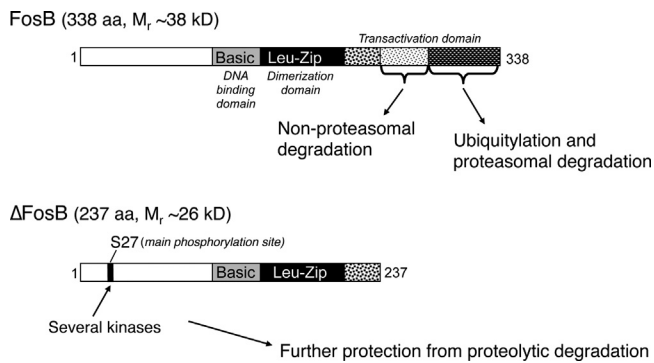 FosB (338 aa, Mr ~38 kD)
Transactivation domain
1 Basic Leu-Zip 338
DNA binding domain
Dimerization domain
Non-proteasomal degradation
Ubiquitylation and proteasomal degradation
ΔFosB (237 aa, Mr ~26 kD)
S27 (main phosphorylation site)
1 Basic Leu-Zip 237
Several kinases
Further protection from proteolytic degradation